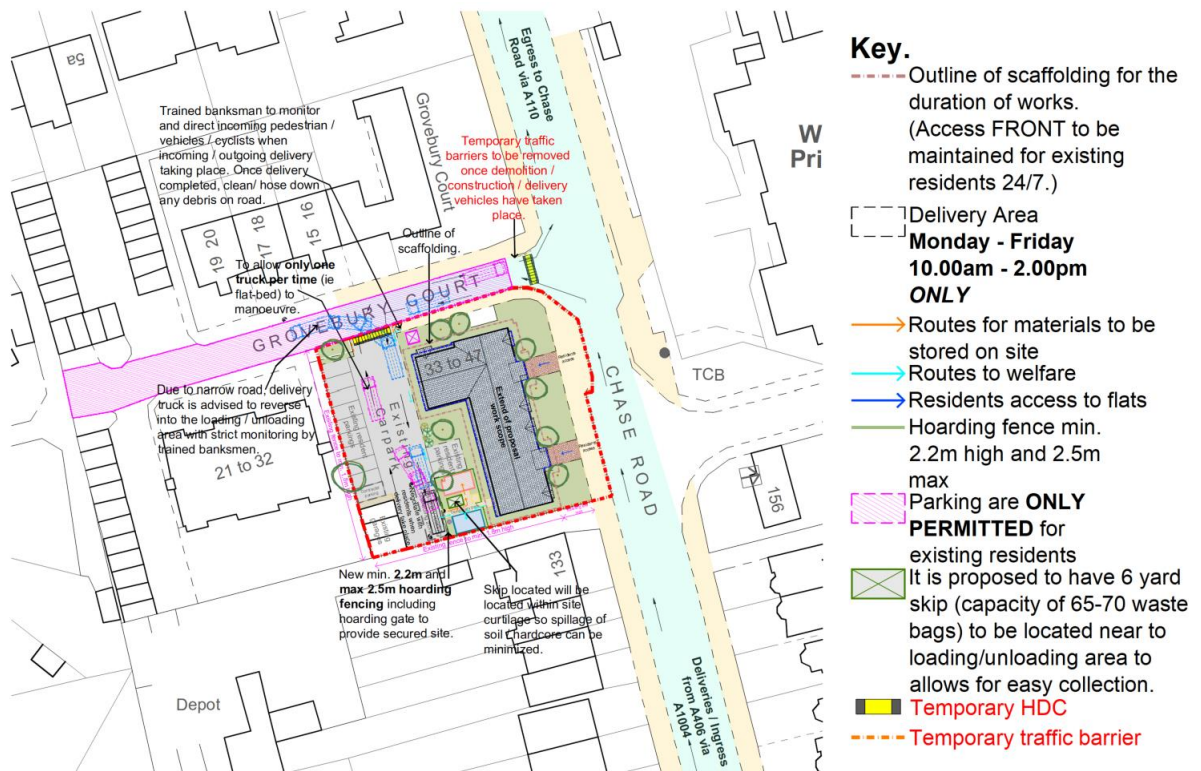 5a
Egress to Chase
Road via A110
Grovebury Court
W
Pri
Trained banksman to monitor
and direct incoming pedestrian /
vehicles / cyclists when
incoming / outgoing delivery
taking place. Once delivery
completed, clean/ hose down
any debris on road.
Temporary traffic
barriers to be removed
once demolition /
construction/ delivery
vehicles have taken
place.
19 20
17 18
15 16
Outline of
scaffolding.
To allow only one
truck per time (ie
flat-bed) to
manoeuvre.
GROVEBURY COURT
33 to 47
Extend of proposal
work scope
Existing
Carpark
CHASE ROAD
TCB
Due to narrow road, delivery
truck is advised to reverse
into the loading / unloading
area with strict monitoring by
trained banksmen.
21 to 32
156
133
New min. 2.2m and
max 2.5m hoarding
fencing including
hoarding gate to
provide secured site.
Skip located will be
located within site
curtilage so spillage of
soil / hardcore can be
minimized.
Depot
Deliveries / Ingress
from A406 via
A1004
Key.
Outline of scaffolding for the
duration of works.
(Access FRONT to be
maintained for existing
residents 24/7.)
Delivery Area
Monday - Friday
10.00am - 2.00pm
ONLY
Routes for materials to be
stored on site
Routes to welfare
Residents access to flats
Hoarding fence min.
2.2m high and 2.5m
max
Parking are ONLY
PERMITTED for
existing residents
It is proposed to have 6 yard
skip (capacity of 65-70 waste
bags) to be located near to
loading/unloading area to
allows for easy collection.
Temporary HDC
Temporary traffic barrier